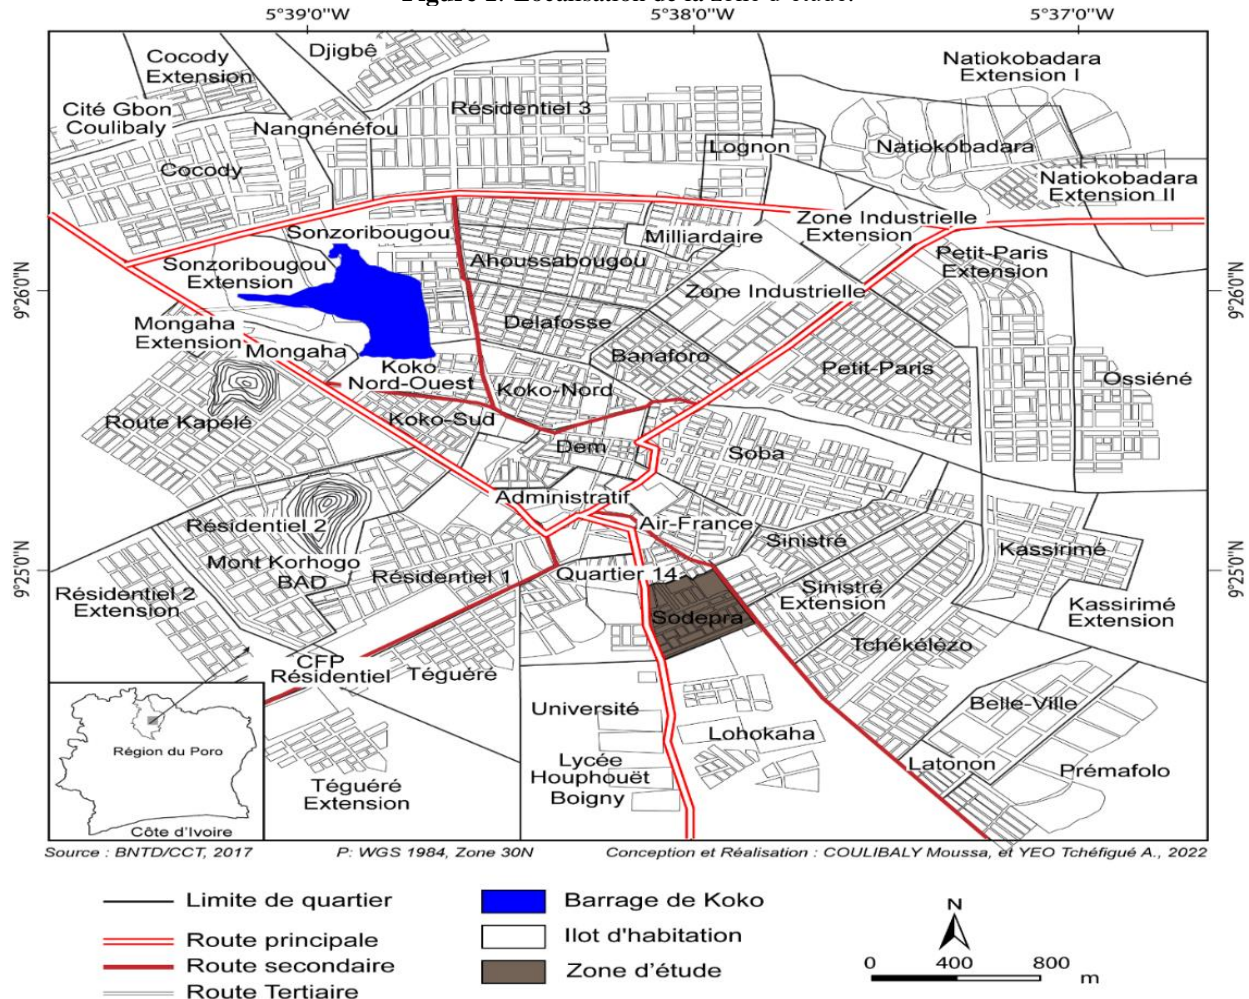 Figure 1: Localisation de la zone d'étude.
5°39'0"W
5°38'0"W
5°37'0"W
Cocody
Extension
Djigbê
Natiokobadara
Extension I
Cité Gbon
Coulibaly
Nangnénéfou
Résidentiel 3
Lognon
Natiokobadara
Cocody
Natiokobadara
Extension II
Zone Industrielle
Extension
Sonzoribougou
Milliardaire
Ahoussabougou
Petit-Paris
Extension
Sonzoribougou
Extension
9°26'0"N
9°26'0"N
Zone Industrielle
Mongaha
Extension
Delafosse
Mongaha
Banaforo
Koko
Nord-Ouest
Petit-Paris
Ossiéné
Koko-Nord
Route Kapélé
Koko-Sud
Dem
Soba
Administratif
Résidentiel 2
Air-France
Sinistré
Kassirimé
Mont Korhogo
BAD
Résidentiel 1
Quartier 14
9°25'0"N
9°25'0"N
Résidentiel 2
Extension
Sinistré
Extension
Kassirimé
Extension
Sodepra
Tchékélézo
CFP
Résidentiel
Téguéré
Belle-Ville
Université
Lohokaha
Région du Poro
Lycée
Houphouët
Boigny
Latonon
Prémafolo
Téguéré
Extension
Côte d'Ivoire
Source : BNTD/CCT, 2017 P: WGS 1984, Zone 30N Conception et Réalisation : COULIBALY Moussa, et YEO Tchéfigué A., 2022
Limite de quartier
Route principale
Route secondaire
Route Tertiaire
Barrage de Koko
Ilot d'habitation
Zone d'étude
N
0 400 800
m